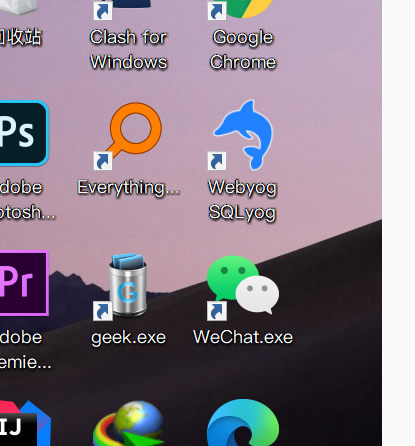 回收站
Clash for
Windows
Google
Chrome
Ps
dobe
otosh...
Everything...
Webyog
SQLyog
Pr
dobe
emie...
G
geek.exe
WeChat.exe
IJ